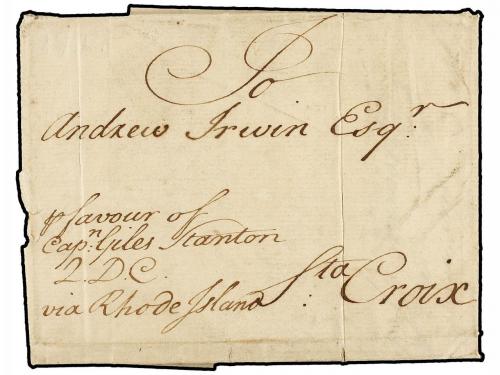 To
Andrew Irwin Esqr.
favour of
Capn. Giles Stanton
Q.D.C.
via Rhode Island
Sta. Croix